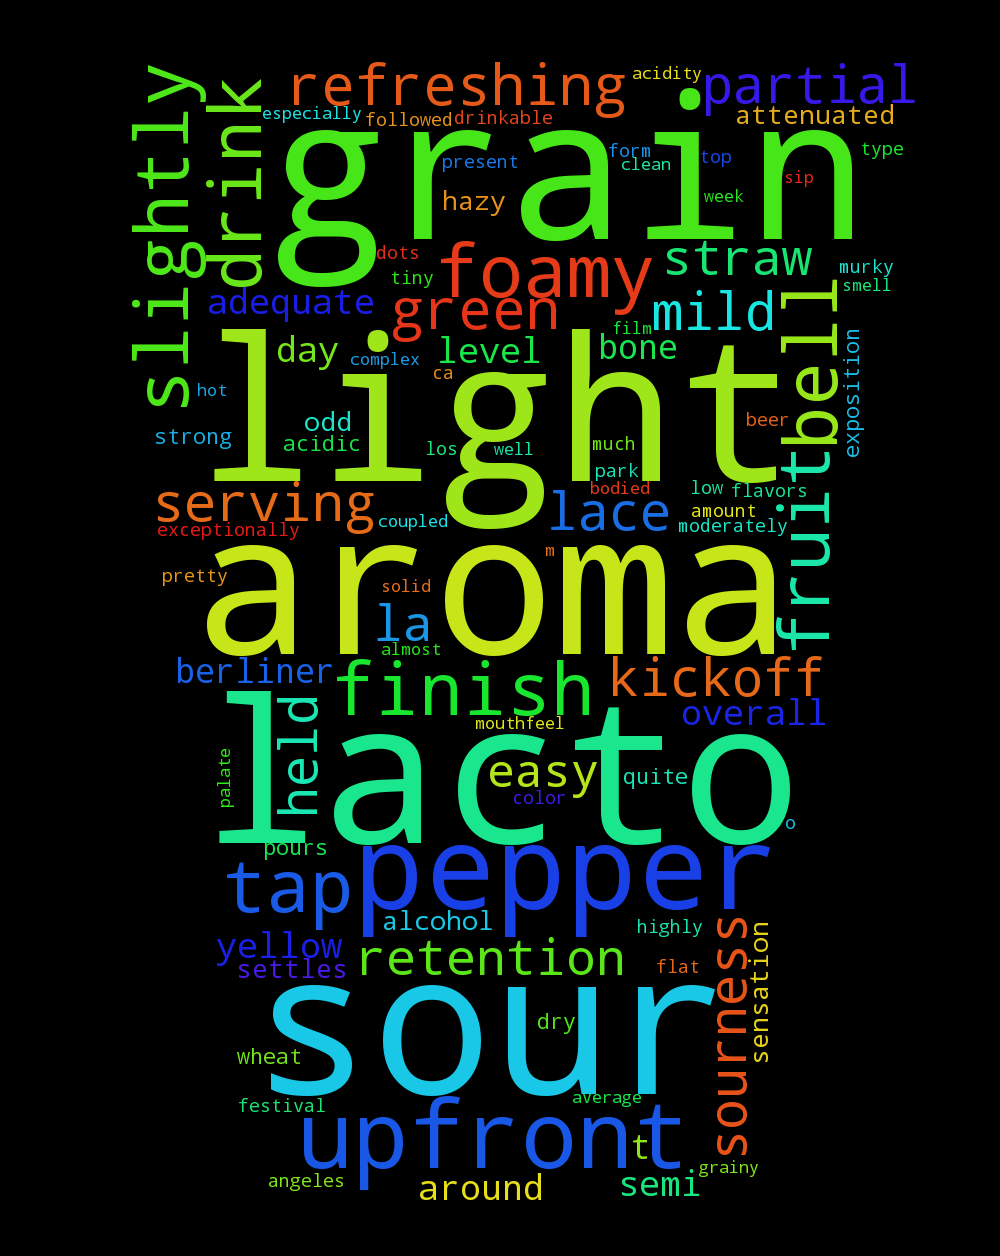 refreshing
acidity
partial
slightly
drink
especially
followed
drinkable
attenuated
grain
present
form
clean
top
type
sip
hazy
week
dots
tiny
foamy
straw
murky
smell
adequate
green
mild
bell
film
day
complex
level
bone
exposition
ca
light
hot
odd
strong
acidic
los
well
much
beer
park
fruit
bodied
low
flavors
serving
coupled
lace
amount
moderately
exceptionally
aroma
m
pretty
solid
la
almost
berliner
finish
kickoff
held
overall
mouthfeel
lacto
palate
easy
quite
color
o
pours
pepper
tap
alcohol
highly
sourness
sensation
yellow
retention
settles
flat
sour
dry
wheat
festival
average
upfront
t
grainy
angeles
around
semi